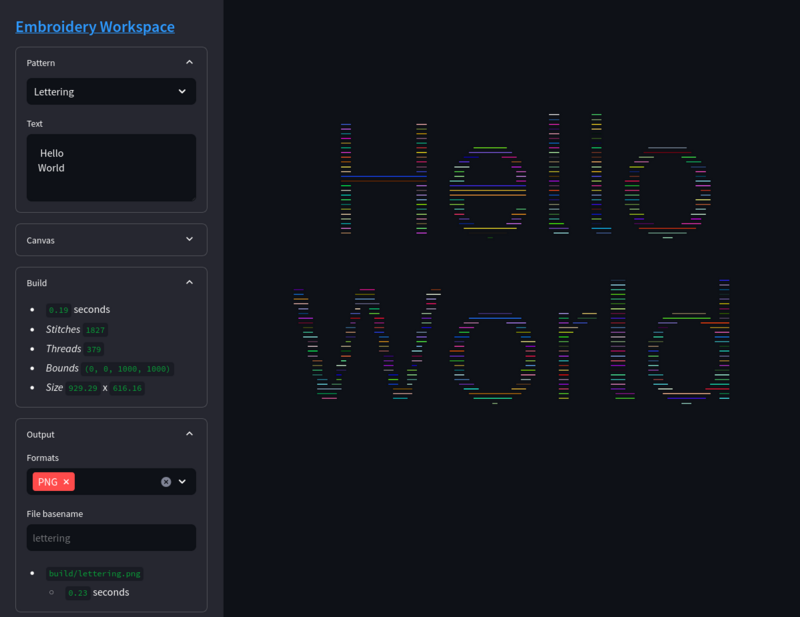 Embroidery Workspace
Pattern
Lettering
Text
Hello
World
Canvas
Build
0.19 seconds
Stitches 1827
Threads 379
Bounds (0, 0, 1000, 1000)
Size 929.29 x 616.16
Output
Formats
PNG ×
File basename
lettering
build/lettering.png
0.23 seconds
Hello
World